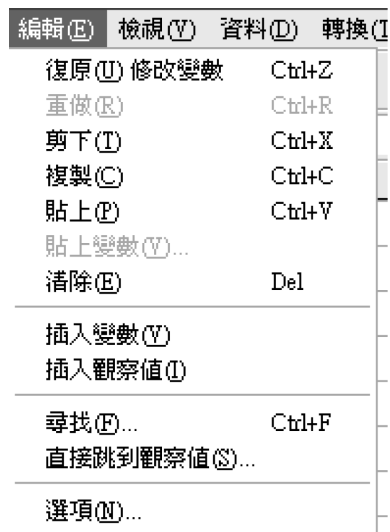 編輯(E) 檢視(V) 資料(D) 轉換(T
復原(U) 修改變數 Ctrl+Z
重做(R) Ctrl+R
剪下(T) Ctrl+X
複製(C) Ctrl+C
貼上(P) Ctrl+V
貼上變數(V)...
清除(E) Del
插入變數(V)
插入觀察值(I)
尋找(F)... Ctrl+F
直接跳到觀察值(S)...
選項(N)...